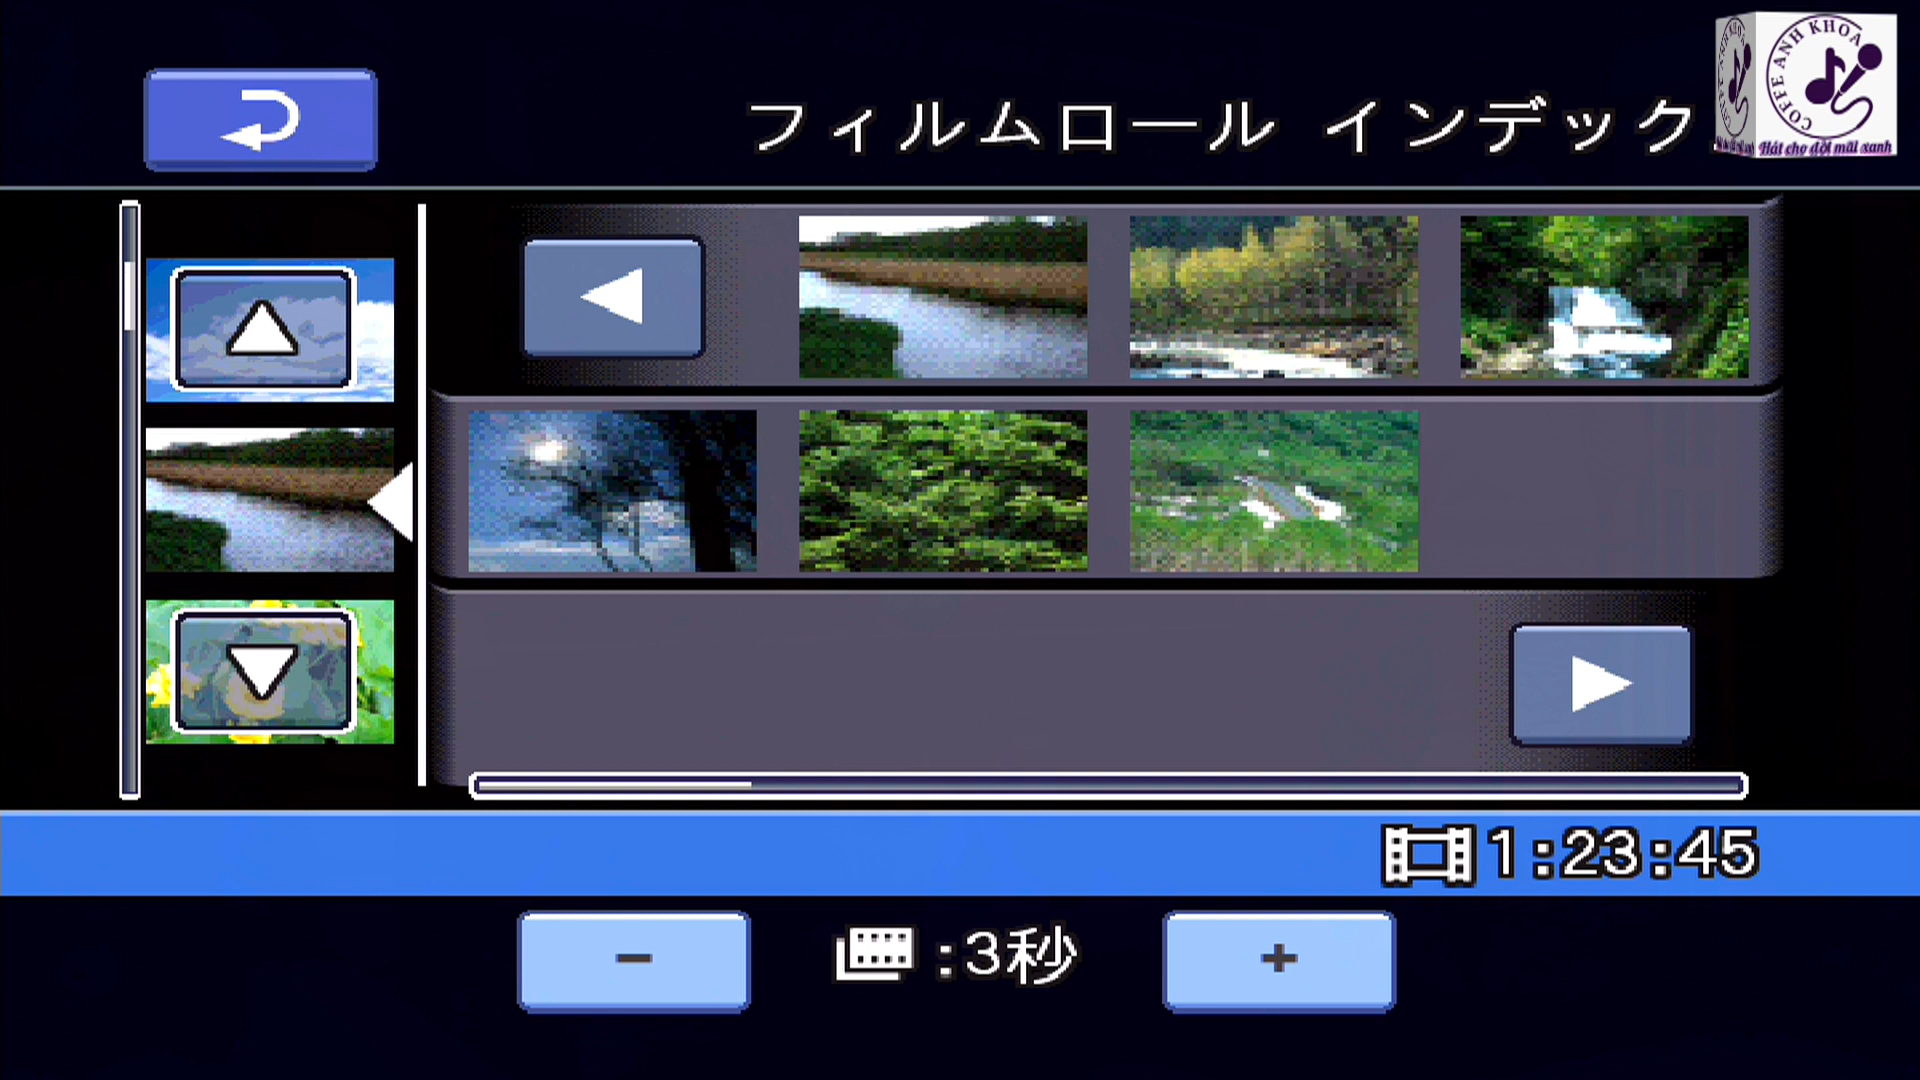 フィルムロール インデック
COFFEE ANH KHOA
Hát cho đời mãi xanh
1:23:45
－ :3秒 ＋